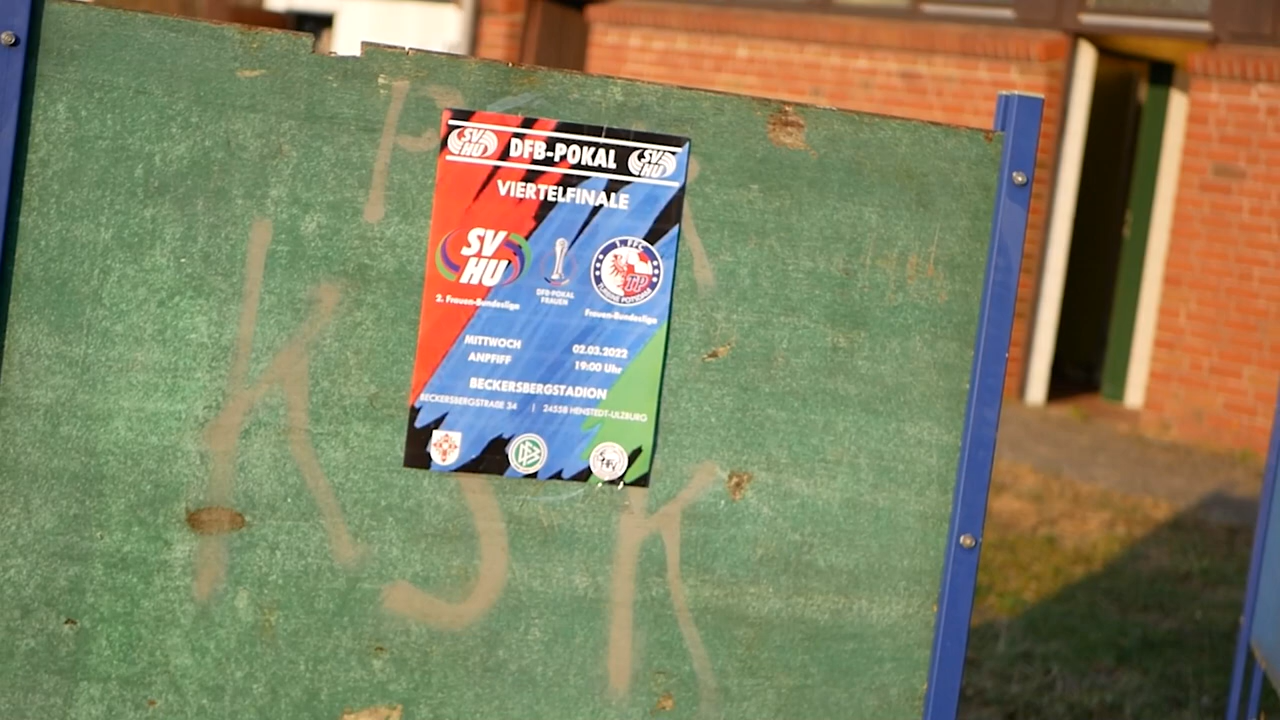 SV HU DFB-POKAL SV HU
VIERTELFINALE
SV
HU
DFB-POKAL
FRAUEN
1. FFC
TP
TURBINE POTSDAM
2. Frauen-Bundesliga
Frauen-Bundesliga
MITTWOCH 02.03.2022
ANPFIFF 19:00 Uhr
BECKERSBERGSTADION
BECKERSBERGSTRAßE 34 | 24558 HENSTEDT-ULZBURG
K
K